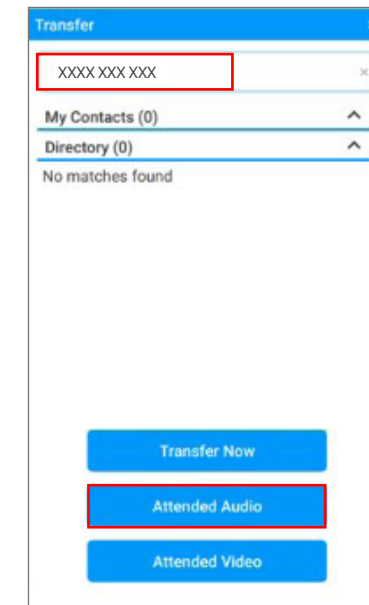 Transfer
XXXX XXX XXX
My Contacts (0)
Directory (0)
No matches found
Transfer Now
Attended Audio
Attended Video